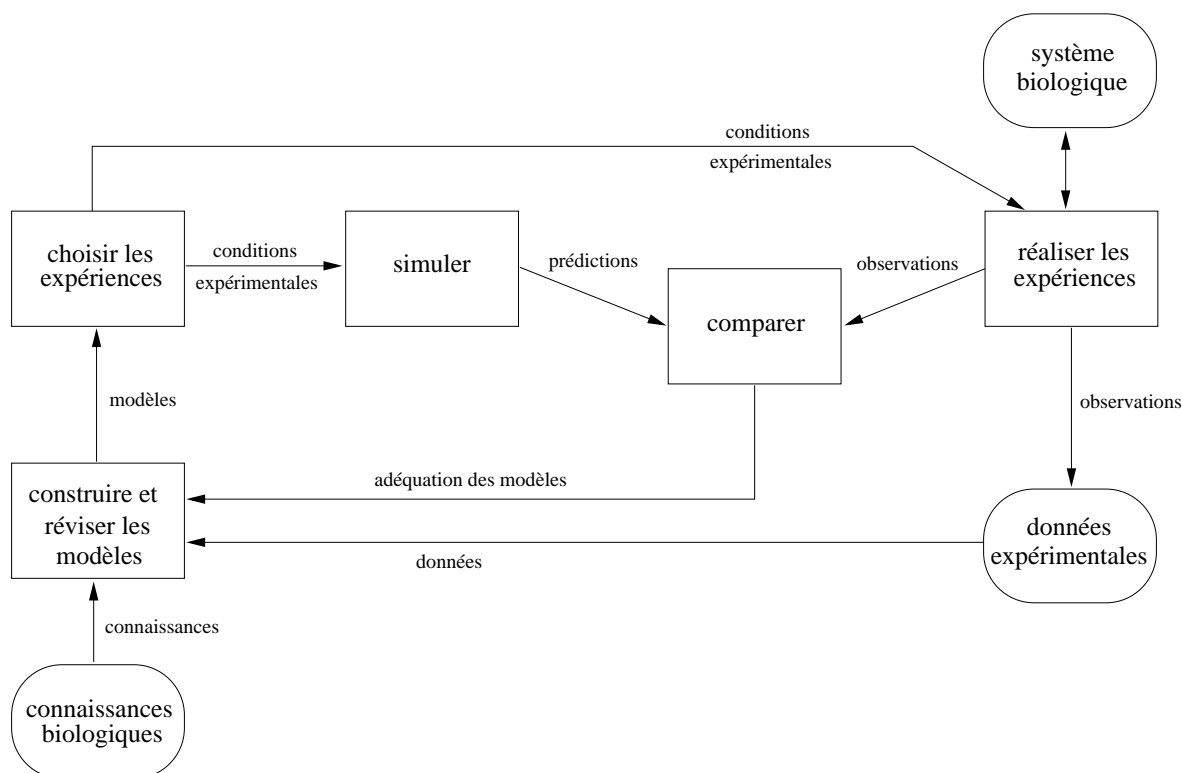 système
biologique
conditions
expérimentales
choisir les
expériences
conditions
expérimentales
simuler
prédictions
comparer
observations
réaliser les
expériences
modèles
observations
construire et
réviser les
modèles
adéquation des modèles
données
données
expérimentales
connaissances
connaissances
biologiques